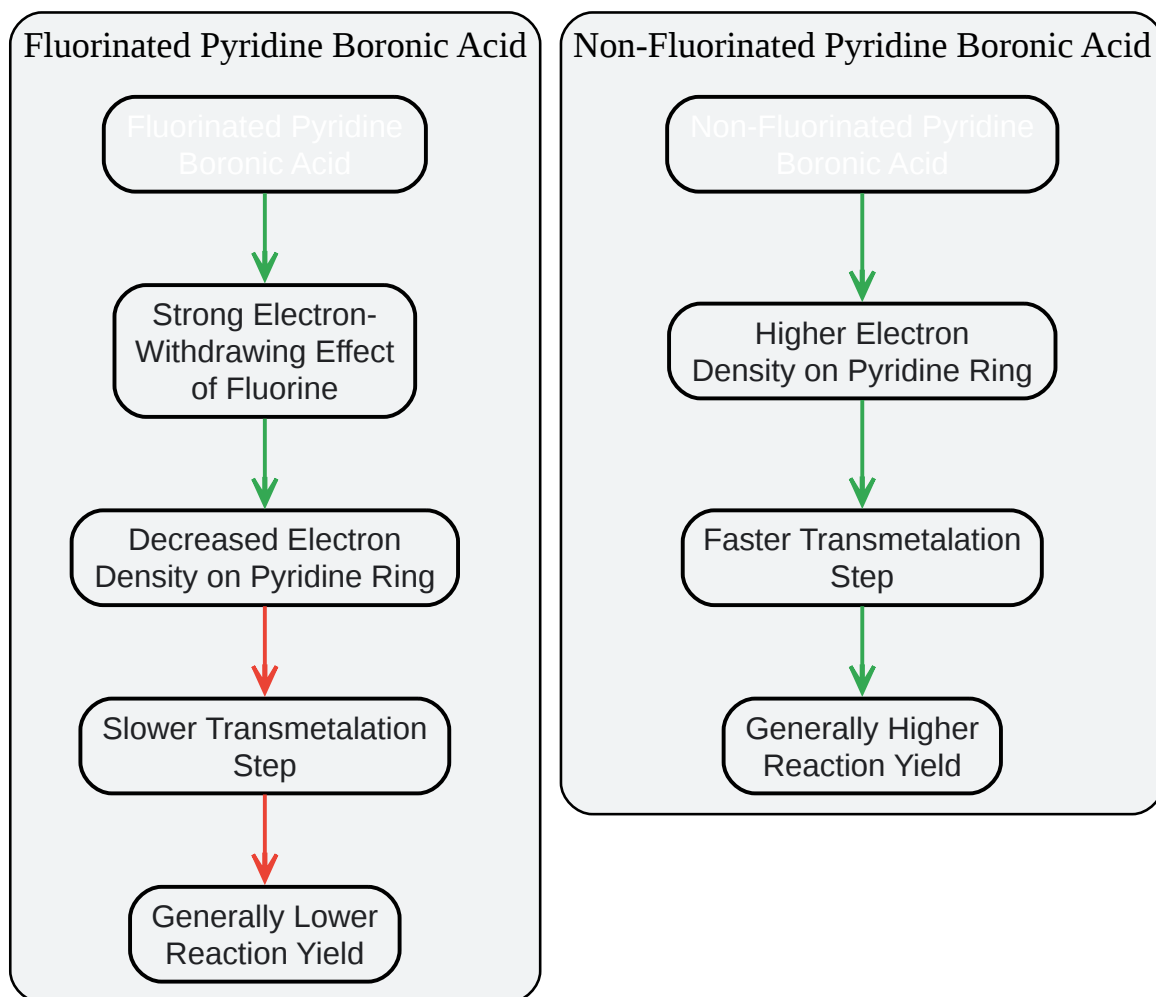 Fluorinated Pyridine Boronic Acid
Fluorinated Pyridine
Boronic Acid
Strong Electron-
Withdrawing Effect
of Fluorine
Decreased Electron
Density on Pyridine Ring
Slower Transmetalation
Step
Generally Lower
Reaction Yield
Non-Fluorinated Pyridine Boronic Acid
Non-Fluorinated Pyridine
Boronic Acid
Higher Electron
Density on Pyridine Ring
Faster Transmetalation
Step
Generally Higher
Reaction Yield